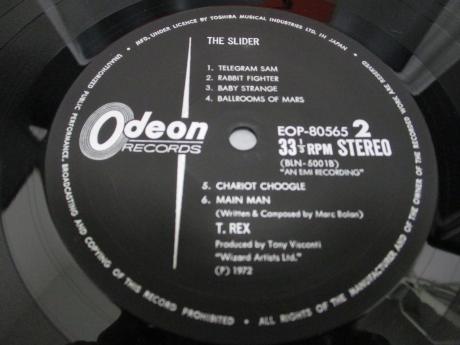 MFD. UNDER LICENCE BY TOSHIBA MUSICAL INDUSTRIES LTD. IN JAPAN
THE SLIDER
1. TELEGRAM SAM
2. RABBIT FIGHTER
3. BABY STRANGE
4. BALLROOMS OF MARS
Odeon
RECORDS
EOP-80565 2
33⅓ RPM STEREO
(BLN-5001B)
"AN EMI RECORDING"
5. CHARIOT CHOOGLE
6. MAIN MAN
(Written & Composed by Marc Bolan)
T. REX
Produced by Tony Visconti
"Wizard Artists Ltd."
(P) 1972
UNAUTHORIZED PUBLIC PERFORMANCE, BROADCASTING AND COPYING OF THIS RECORD PROHIBITED • ALL RIGHTS OF THE MANUFACTURER AND OF THE OWNER OF THE RECORDED WORK ARE RESERVED